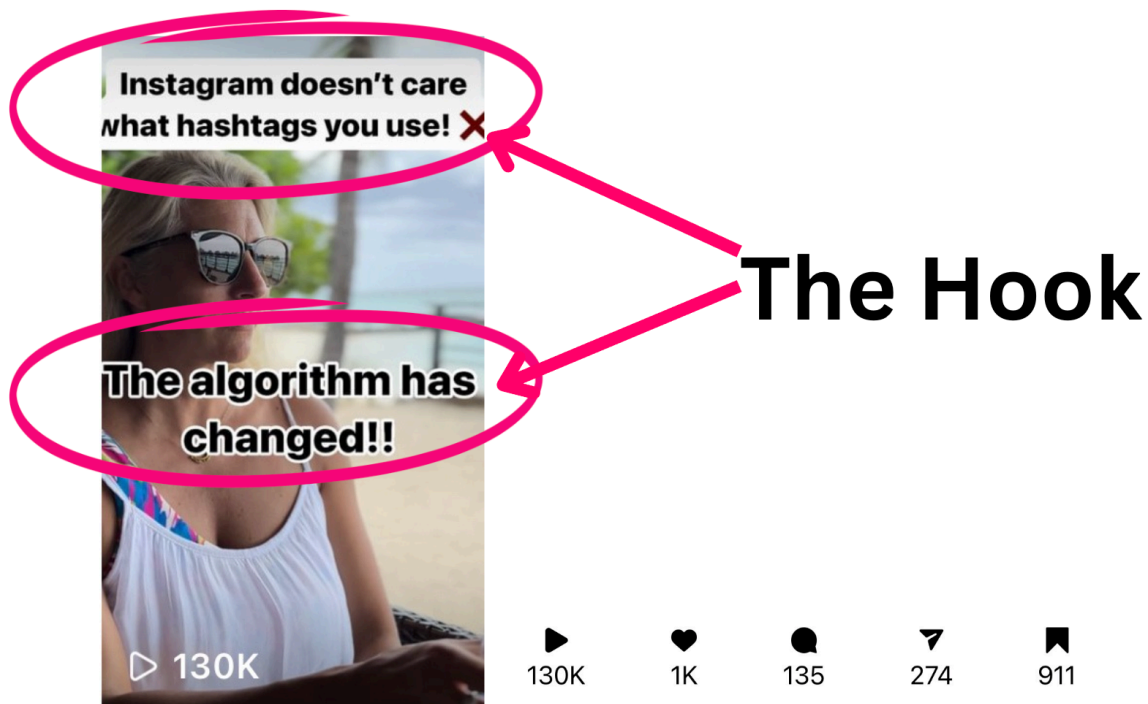 Instagram doesn't care
what hashtags you use! ❌
The algorithm has
changed!!
The Hook
130K
130K
1K
135
274
911